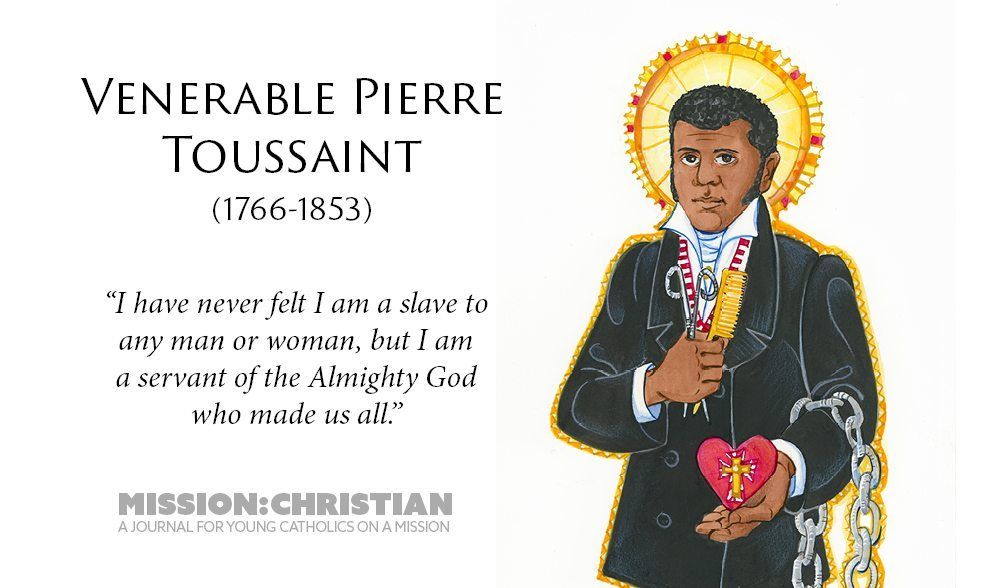 VENERABLE PIERRE
TOUSSAINT
(1766-1853)
“I have never felt I am a slave to
any man or woman, but I am
a servant of the Almighty God
who made us all.”
MISSION:CHRISTIAN
A JOURNAL FOR YOUNG CATHOLICS ON A MISSION